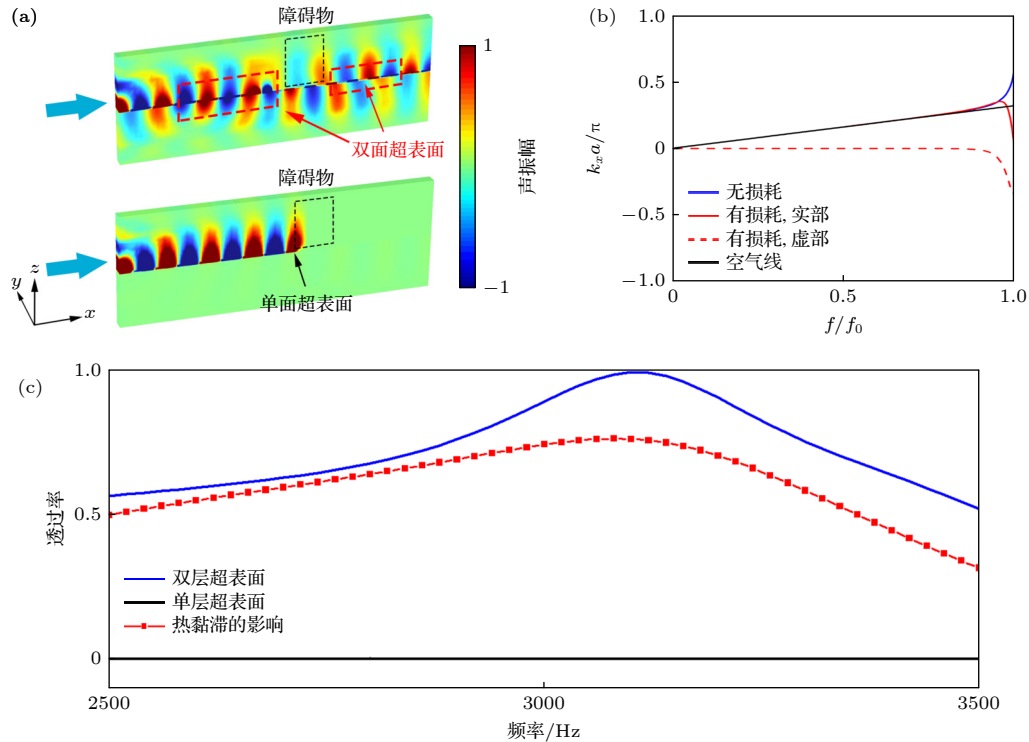 (a)
障碍物
双面超表面
障碍物
单面超表面
z
y
x
1
声振幅
−1
(b)
1.0
0.5
0
−0.5
−1.0
kₓa/π
无损耗
有损耗, 实部
有损耗, 虚部
空气线
0
0.5
1.0
f/f₀
(c)
1.0
0.5
0
透过率
双层超表面
单层超表面
热黏滞的影响
2500
3000
3500
频率/Hz